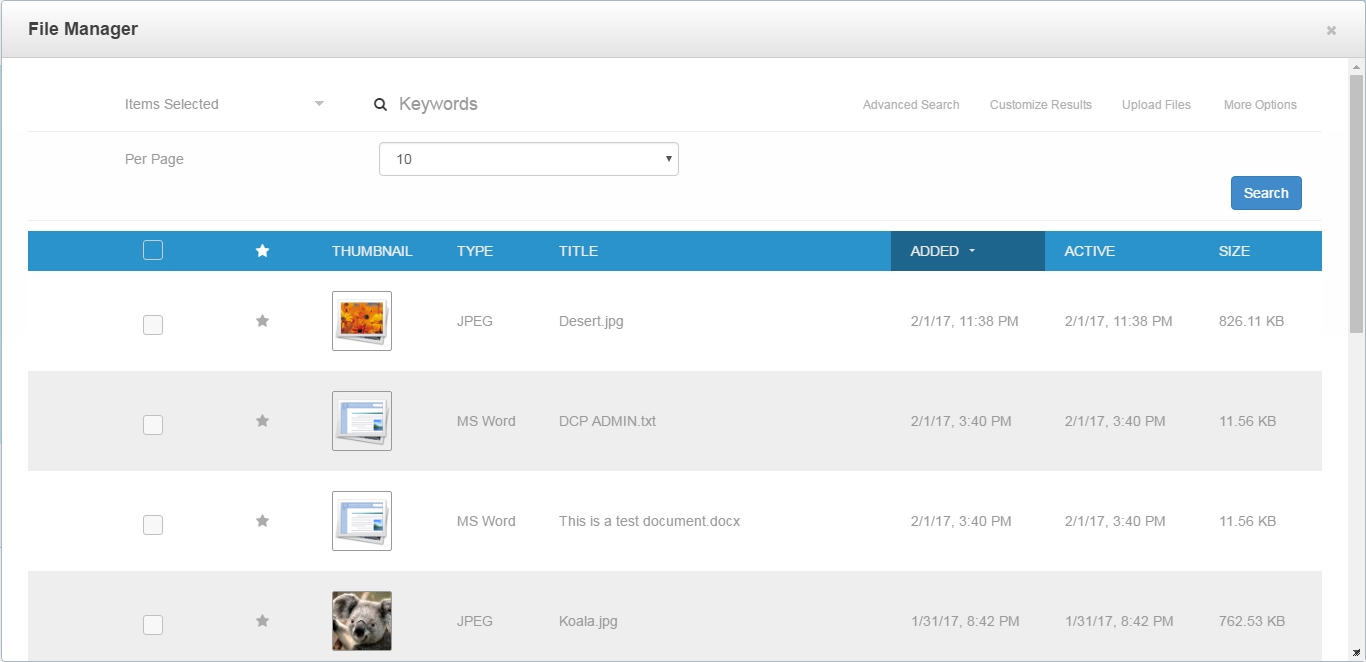 File Manager
Items Selected Keywords Advanced Search Customize Results Upload Files More Options
Per Page 10
Search
THUMBNAIL TYPE TITLE ADDED ACTIVE SIZE
JPEG Desert.jpg 2/1/17, 11:38 PM 2/1/17, 11:38 PM 826.11 KB
MS Word DCP ADMIN.txt 2/1/17, 3:40 PM 2/1/17, 3:40 PM 11.56 KB
MS Word This is a test document.docx 2/1/17, 3:40 PM 2/1/17, 3:40 PM 11.56 KB
JPEG Koala.jpg 1/31/17, 8:42 PM 1/31/17, 8:42 PM 762.53 KB